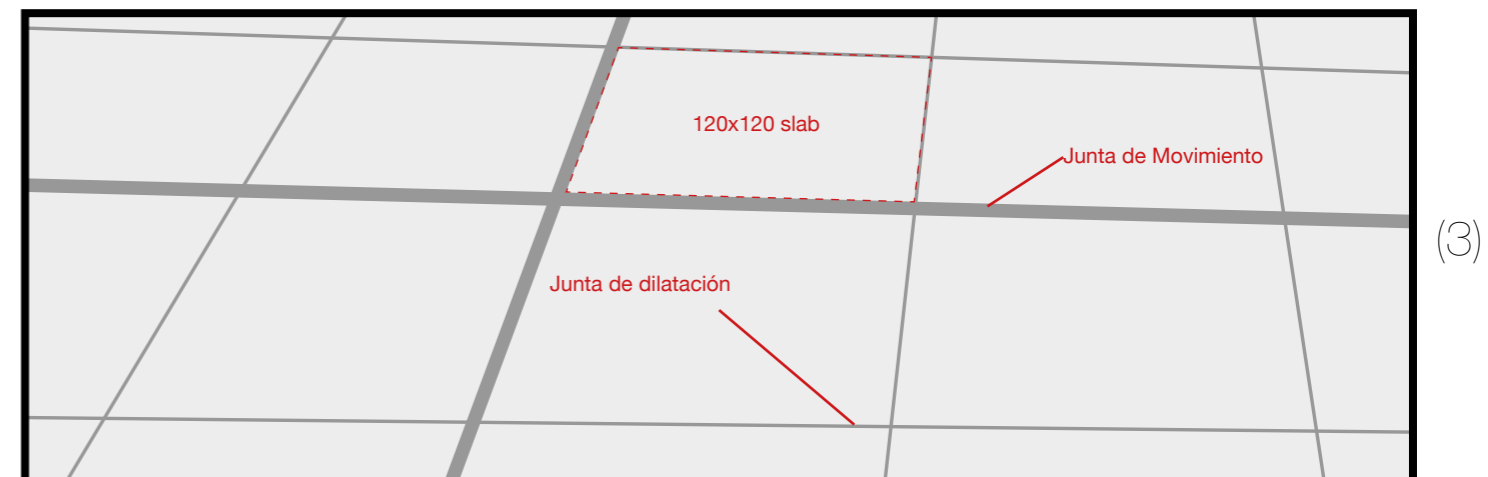 120x120 slab
Junta de Movimiento
(3)
Junta de dilatación